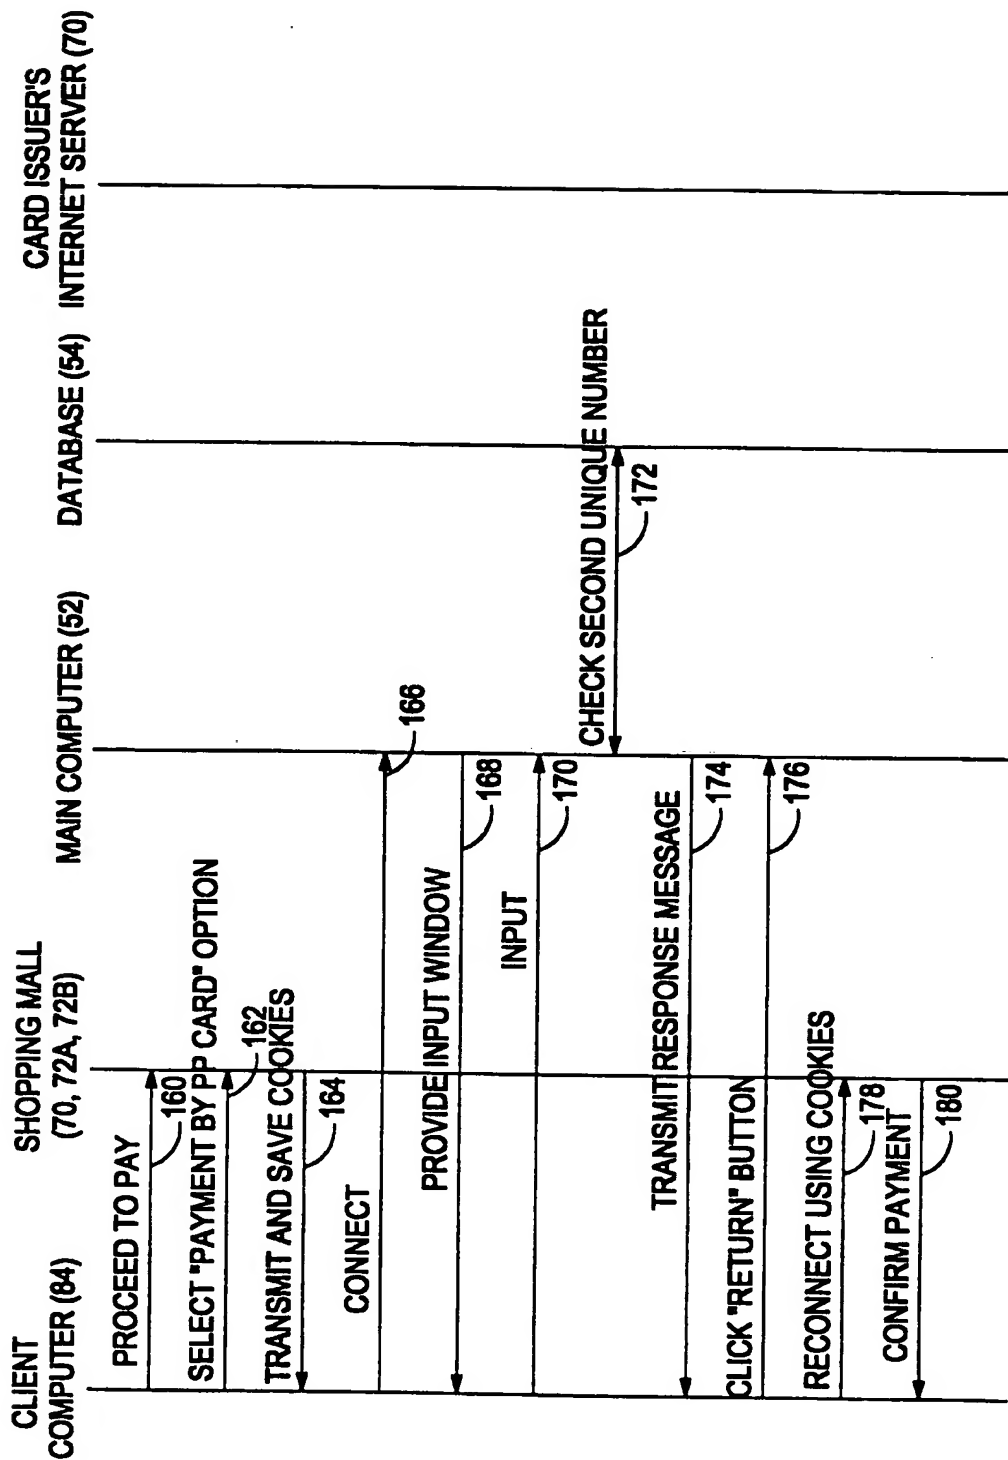 CLIENT
COMPUTER (84)
SHOPPING MALL
(70, 72A, 72B)
MAIN COMPUTER (52)
DATABASE (54)
CARD ISSUER'S
INTERNET SERVER (70)
PROCEED TO PAY
160
SELECT "PAYMENT BY PP CARD" OPTION
162
TRANSMIT AND SAVE COOKIES
164
CONNECT
166
PROVIDE INPUT WINDOW
168
INPUT
170
CHECK SECOND UNIQUE NUMBER
172
TRANSMIT RESPONSE MESSAGE
174
CLICK "RETURN" BUTTON
176
RECONNECT USING COOKIES
178
CONFIRM PAYMENT
180